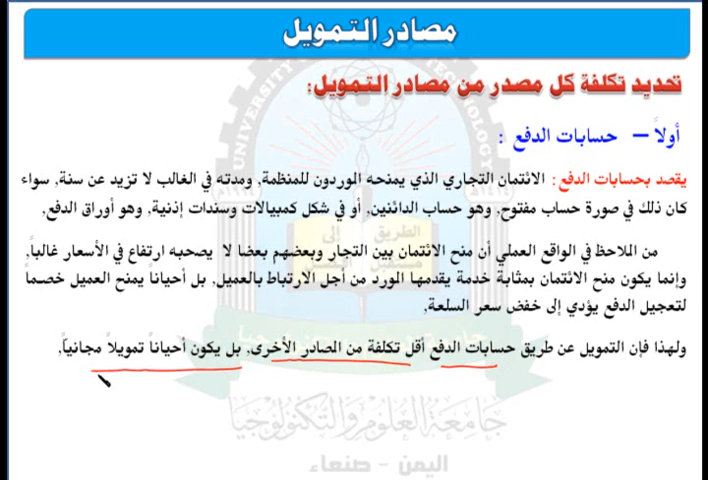 مصادر التمويل
تحديد تكلفة كل مصدر من مصادر التمويل:
أولاً – حسابات الدفع :
يقصد بحسابات الدفع : الائتمان التجاري الذي يمنحه الموردون للمنظمة, ومدته في الغالب لا تزيد عن سنة, سواء
كان ذلك في صورة حساب مفتوح, وهو حساب الدائنين, أو في شكل كمبيالات وسندات إذنية, وهو أوراق الدفع,
من الملاحظ في الواقع العملي أن منح الائتمان بين التجار وبعضهم بعضا لا يصحبه ارتفاع في الأسعار غالباً,
وإنما يكون منح الائتمان بمثابة خدمة يقدمها المورد من أجل الارتباط بالعميل, بل أحياناً يمنح العميل خصماً
لتعجيل الدفع يؤدي إلى خفض سعر السلعة,
ولهذا فإن التمويل عن طريق حسابات الدفع أقل تكلفة من المصادر الأخرى, بل يكون أحياناً تمويلاً مجانياً,
UNIVERSITY
TECHNOLOGY
الطريق إلى
جامعة العلوم والتكنولوجيا
اليمن - صنعاء